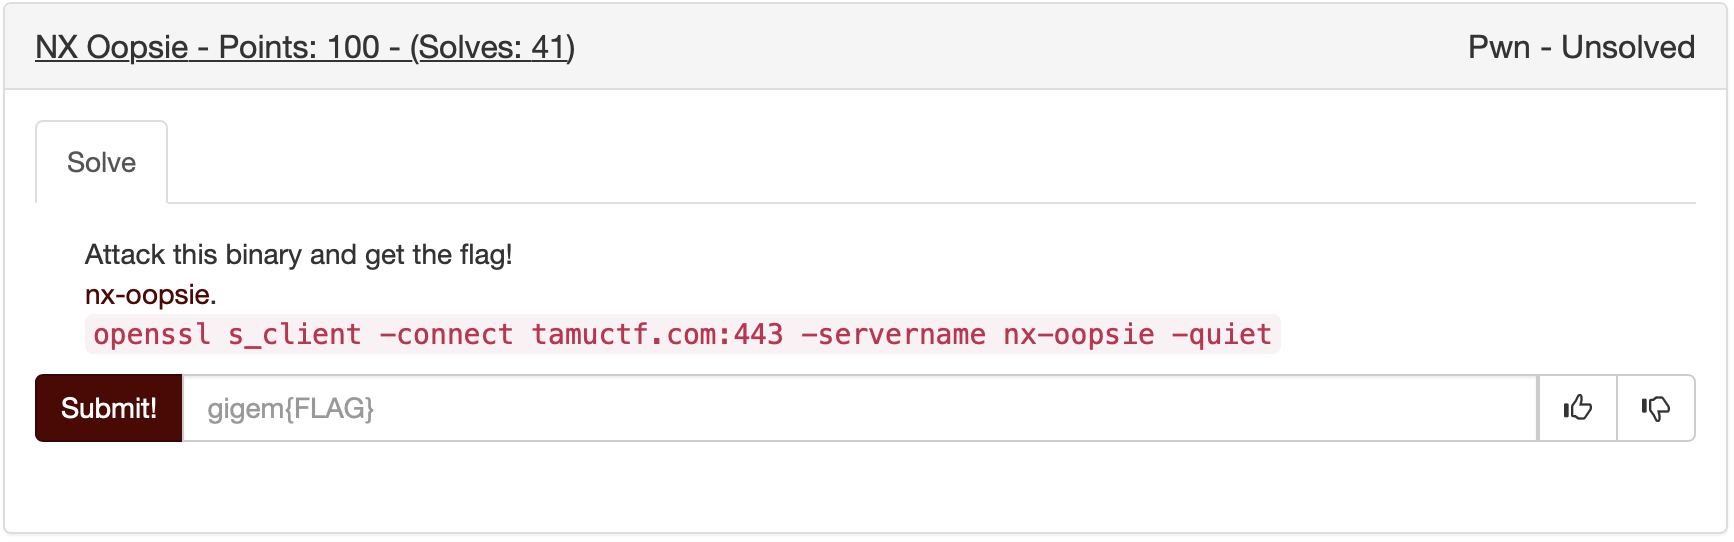 NX Oopsie - Points: 100 - (Solves: 41)
Pwn - Unsolved
Solve
Attack this binary and get the flag!
nx-oopsie.
openssl s_client -connect tamuctf.com:443 -servername nx-oopsie -quiet
Submit!
gigem{FLAG}